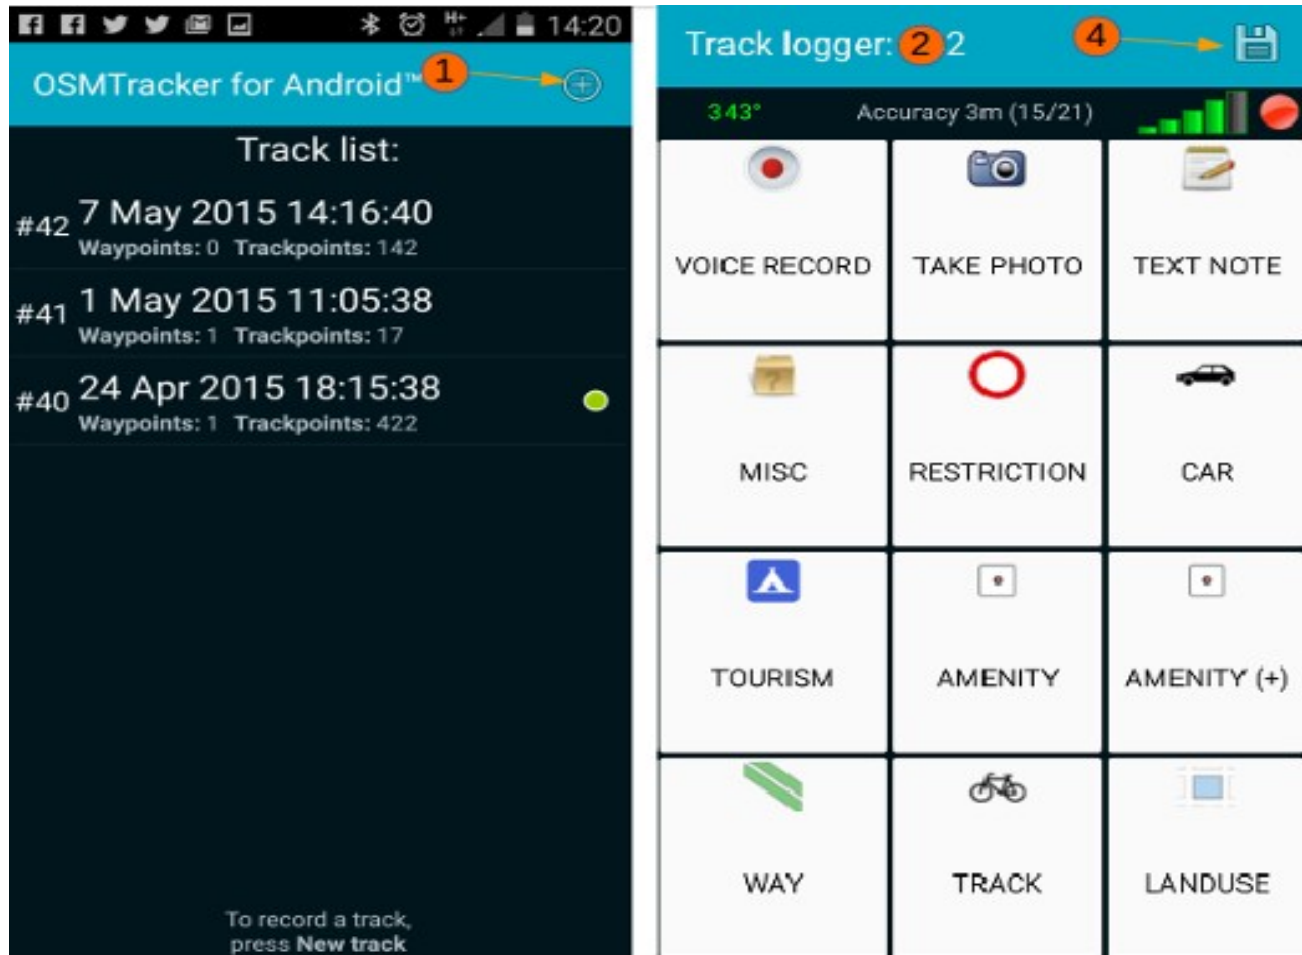 14:20
OSMTracker for Android™ 1
Track list:
#42 7 May 2015 14:16:40
Waypoints: 0 Trackpoints: 142
#41 1 May 2015 11:05:38
Waypoints: 1 Trackpoints: 17
#40 24 Apr 2015 18:15:38
Waypoints: 1 Trackpoints: 422
To record a track,
press New track
Track logger: 2 2 4
343° Accuracy 3m (15/21)
VOICE RECORD TAKE PHOTO TEXT NOTE
MISC RESTRICTION CAR
TOURISM AMENITY AMENITY (+)
WAY TRACK LANDUSE